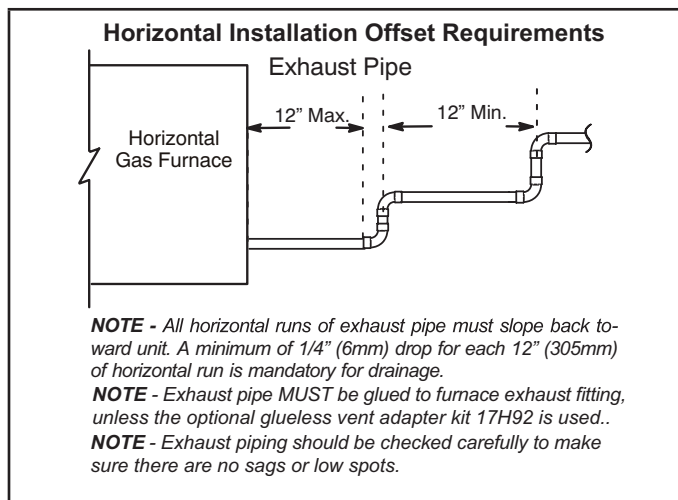 Horizontal Installation Offset Requirements
Exhaust Pipe
12” Max.
12” Min.
Horizontal
Gas Furnace
NOTE - All horizontal runs of exhaust pipe must slope back to-
ward unit. A minimum of 1/4” (6mm) drop for each 12” (305mm)
of horizontal run is mandatory for drainage.
NOTE - Exhaust pipe MUST be glued to furnace exhaust fitting,
unless the optional glueless vent adapter kit 17H92 is used..
NOTE - Exhaust piping should be checked carefully to make
sure there are no sags or low spots.